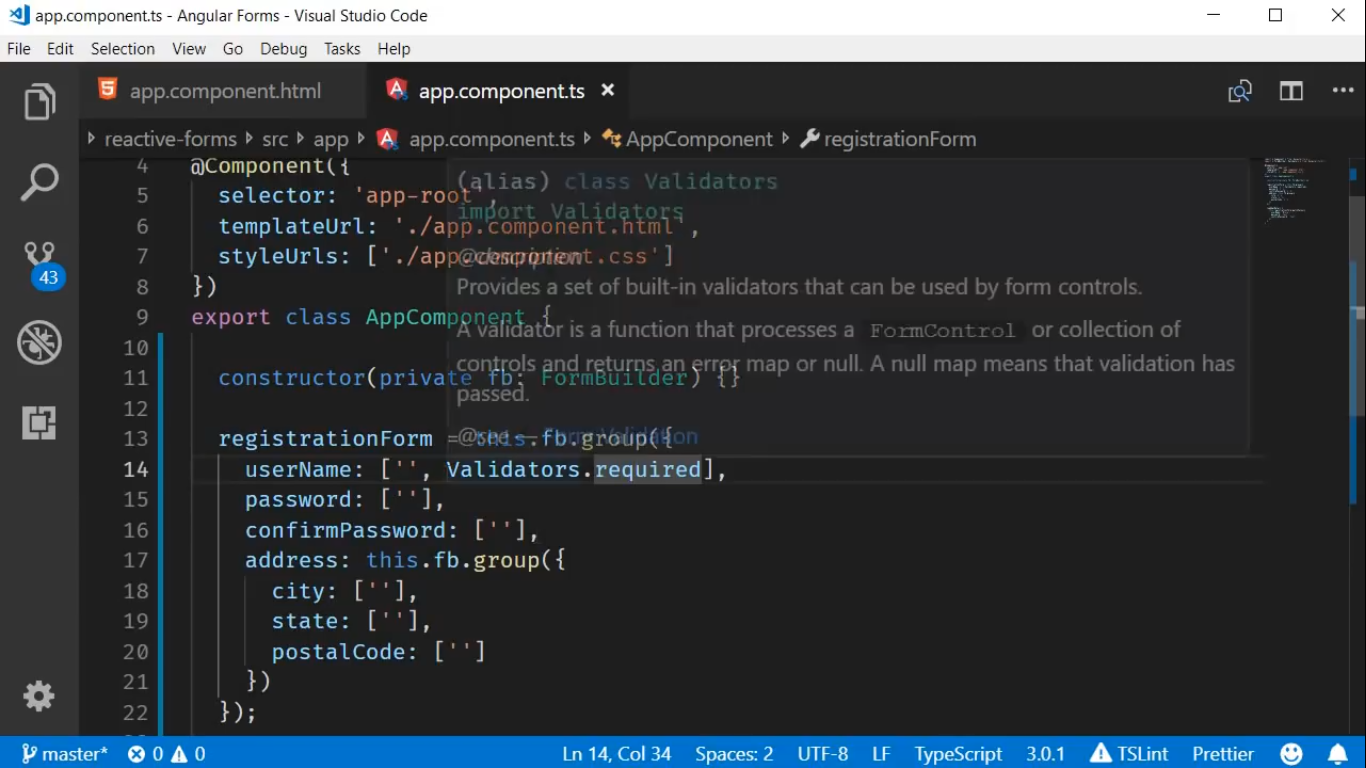 app.component.ts - Angular Forms - Visual Studio Code
File Edit Selection View Go Debug Tasks Help
app.component.html app.component.ts
reactive-forms src app app.component.ts AppComponent registrationForm
4 @Component({
(alias) class Validators
5 selector: 'app-root',
import Validators
6 templateUrl: './app.component.html',
7 styleUrls: ['./app.component.css']
@description
8 })
Provides a set of built-in validators that can be used by form controls.
9 export class AppComponent {
A validator is a function that processes a FormControl or collection of
10
controls and returns an error map or null. A null map means that validation has
11 constructor(private fb: FormBuilder) {}
passed.
12
13 registrationForm = this.fb.group({
@see — Form Validation
14 userName: ['', Validators.required],
15 password: [''],
16 confirmPassword: [''],
17 address: this.fb.group({
18 city: [''],
19 state: [''],
20 postalCode: ['']
21 })
22 });
43
master* 0 0 Ln 14, Col 34 Spaces: 2 UTF-8 LF TypeScript 3.0.1 TSLint Prettier